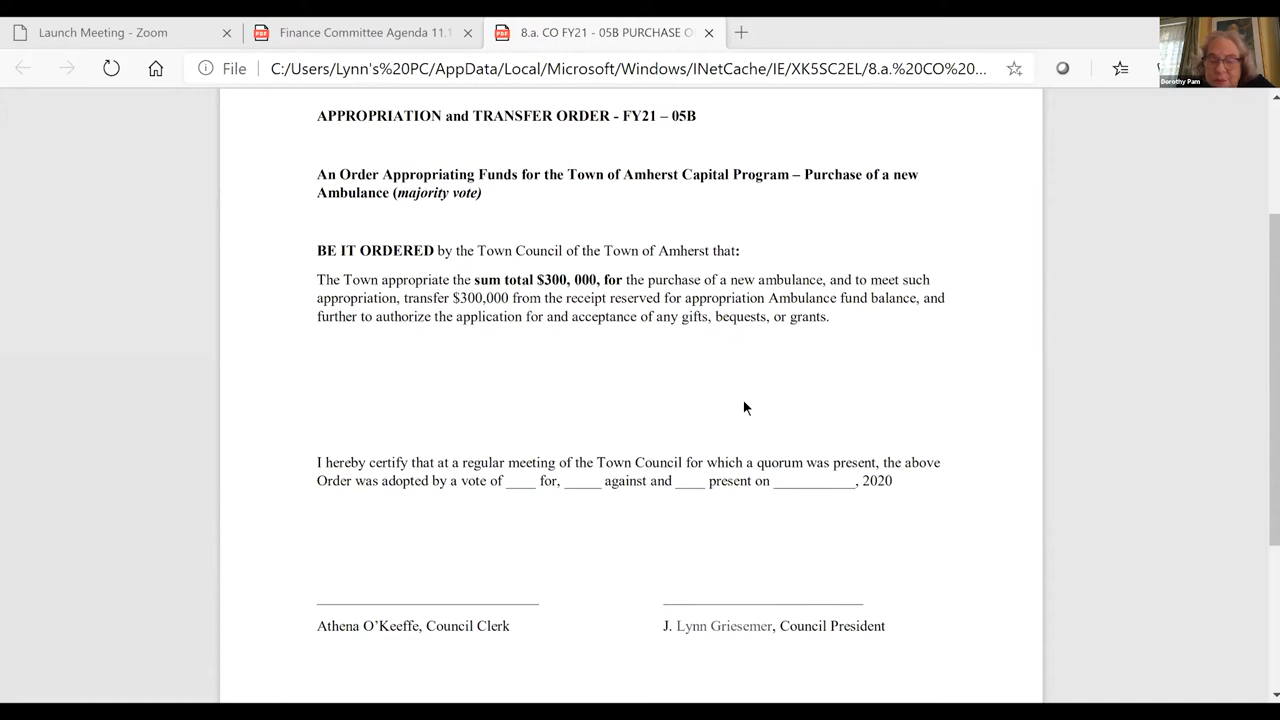 Launch Meeting - Zoom
Finance Committee Agenda 11.1
8.a. CO FY21 - 05B PURCHASE O
File
C:/Users/Lynn's%20PC/AppData/Local/Microsoft/Windows/INetCache/IE/XK5SC2EL/8.a.%20CO%20...
Dorothy Pam
APPROPRIATION and TRANSFER ORDER - FY21 – 05B
An Order Appropriating Funds for the Town of Amherst Capital Program – Purchase of a new
Ambulance (majority vote)
BE IT ORDERED by the Town Council of the Town of Amherst that:
The Town appropriate the sum total $300, 000, for the purchase of a new ambulance, and to meet such
appropriation, transfer $300,000 from the receipt reserved for appropriation Ambulance fund balance, and
further to authorize the application for and acceptance of any gifts, bequests, or grants.
I hereby certify that at a regular meeting of the Town Council for which a quorum was present, the above
Order was adopted by a vote of ____ for, _____ against and ____ present on ___________, 2020
Athena O’Keeffe, Council Clerk
J. Lynn Griesemer, Council President